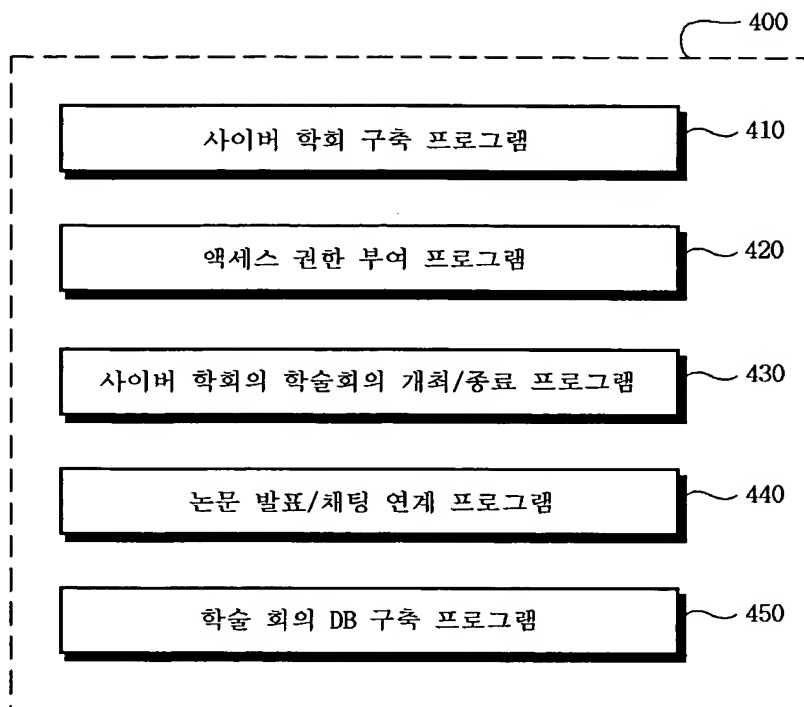 400
사이버 학회 구축 프로그램
410
액세스 권한 부여 프로그램
420
사이버 학회의 학술회의 개최/종료 프로그램
430
논문 발표/채팅 연계 프로그램
440
학술 회의 DB 구축 프로그램
450